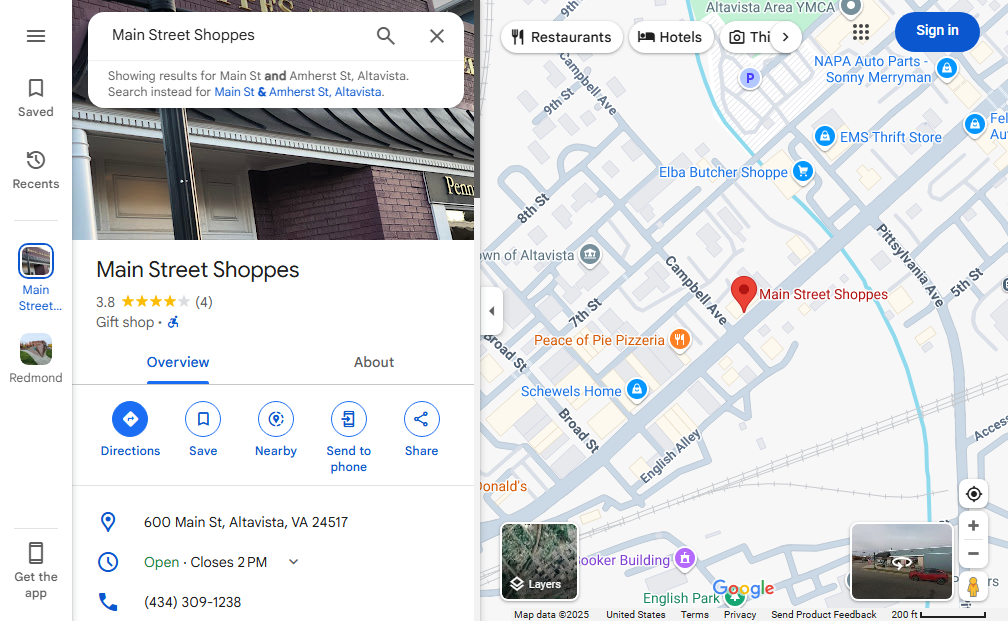 Main Street Shoppes
Showing results for Main St and Amherst St, Altavista.
Search instead for Main St & Amherst St, Altavista.
Saved
Recents
Main
Street...
Redmond
Get the
app
Penn
Main Street Shoppes
3.8 (4)
Gift shop ·
Overview
About
Directions
Save
Nearby
Send to
phone
Share
600 Main St, Altavista, VA 24517
Open · Closes 2 PM
(434) 309-1238
Restaurants
Hotels
Thi
Sign in
Altavista Area YMCA
9th
Campbell Ave
9th St
P
NAPA Auto Parts -
Sonny Merryman
EMS Thrift Store
Fel
Au
Elba Butcher Shoppe
8th St
own of Altavista
Campbell Ave
Pittsylvania Ave
5th St
Main Street Shoppes
7th St
Peace of Pie Pizzeria
Broad St
Schewels Home
Broad St
English Alley
Access
Donald's
ooker Building
English Park
Layers
Google
Map data ©2025
United States
Terms
Privacy
Send Product Feedback
200 ft